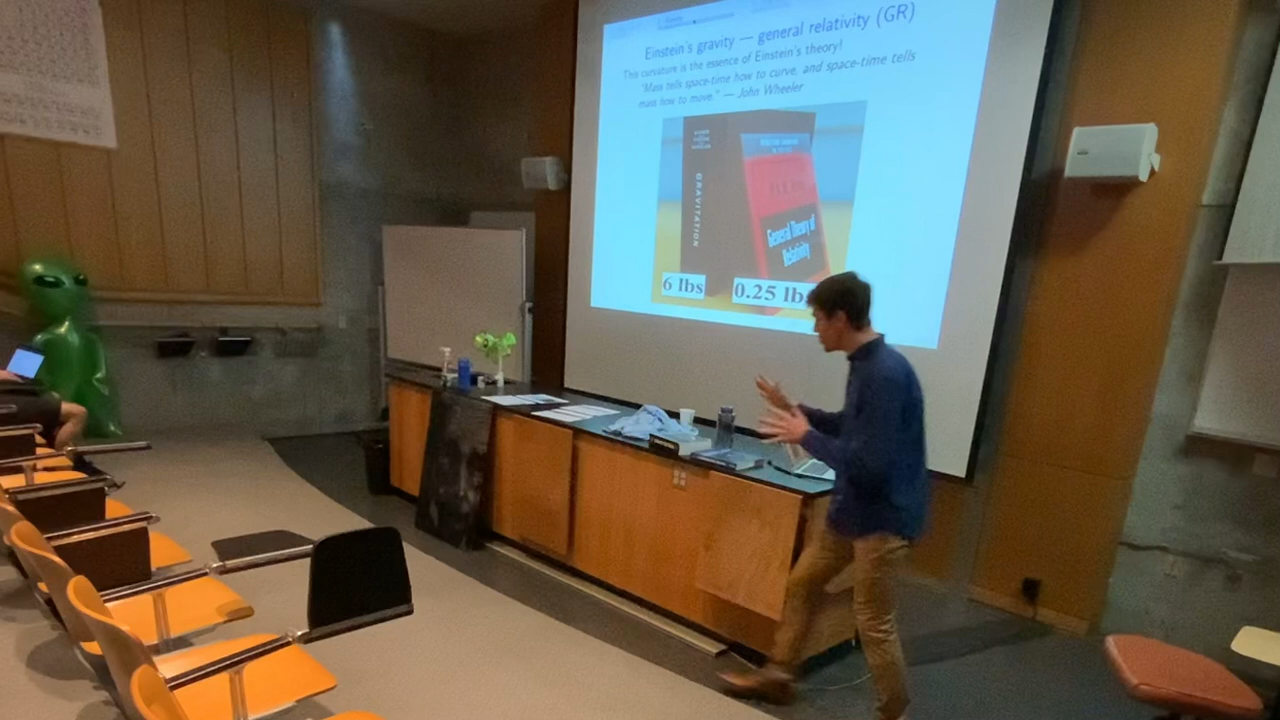 Einstein's gravity — general relativity (GR)
This curvature is the essence of Einstein's theory!
"Mass tells space-time how to curve, and space-time tells
mass how to move." — John Wheeler
GRAVITATION
General Theory of
Relativity
6 lbs
0.25 lb